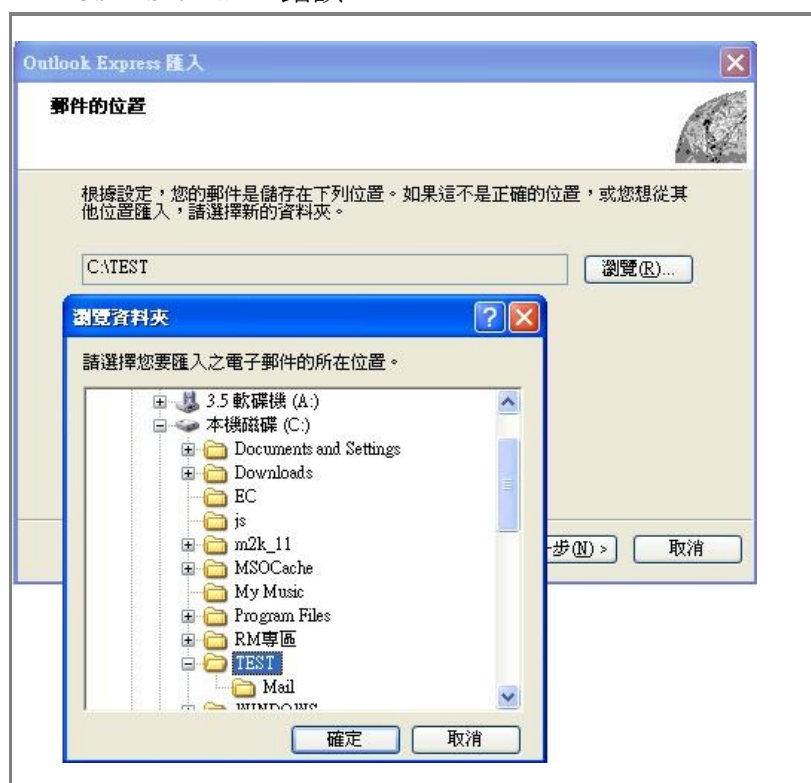 Outlook Express 匯入
郵件的位置
根據設定，您的郵件是儲存在下列位置。如果這不是正確的位置，或您想從其
他位置匯入，請選擇新的資料夾。
C:\TEST
瀏覽(R)...
瀏覽資料夾
請選擇您要匯入之電子郵件的所在位置。
3.5 軟碟機 (A:)
本機磁碟 (C:)
Documents and Settings
Downloads
EC
js
m2k_11
MSOCache
My Music
Program Files
RM專區
TEST
Mail
WINDOWS
確定
取消
步(N) >
取消